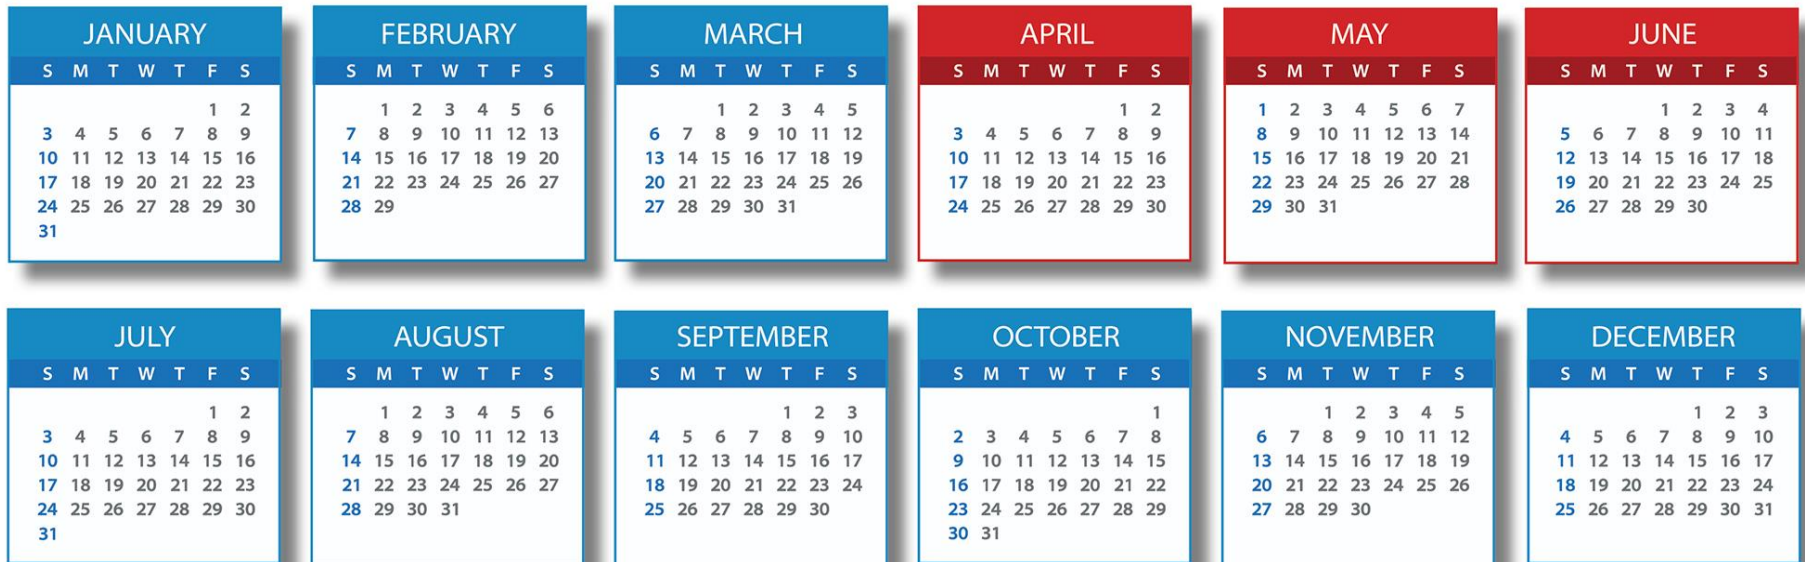 JANUARY
S M T W T F S
1 2
3 4 5 6 7 8 9
10 11 12 13 14 15 16
17 18 19 20 21 22 23
24 25 26 27 28 29 30
31
FEBRUARY
S M T W T F S
1 2 3 4 5 6
7 8 9 10 11 12 13
14 15 16 17 18 19 20
21 22 23 24 25 26 27
28 29
MARCH
S M T W T F S
1 2 3 4 5
6 7 8 9 10 11 12
13 14 15 16 17 18 19
20 21 22 23 24 25 26
27 28 29 30 31
APRIL
S M T W T F S
1 2
3 4 5 6 7 8 9
10 11 12 13 14 15 16
17 18 19 20 21 22 23
24 25 26 27 28 29 30
MAY
S M T W T F S
1 2 3 4 5 6 7
8 9 10 11 12 13 14
15 16 17 18 19 20 21
22 23 24 25 26 27 28
29 30 31
JUNE
S M T W T F S
1 2 3 4
5 6 7 8 9 10 11
12 13 14 15 16 17 18
19 20 21 22 23 24 25
26 27 28 29 30
JULY
S M T W T F S
1 2
3 4 5 6 7 8 9
10 11 12 13 14 15 16
17 18 19 20 21 22 23
24 25 26 27 28 29 30
31
AUGUST
S M T W T F S
1 2 3 4 5 6
7 8 9 10 11 12 13
14 15 16 17 18 19 20
21 22 23 24 25 26 27
28 29 30 31
SEPTEMBER
S M T W T F S
1 2 3
4 5 6 7 8 9 10
11 12 13 14 15 16 17
18 19 20 21 22 23 24
25 26 27 28 29 30
OCTOBER
S M T W T F S
1
2 3 4 5 6 7 8
9 10 11 12 13 14 15
16 17 18 19 20 21 22
23 24 25 26 27 28 29
30 31
NOVEMBER
S M T W T F S
1 2 3 4 5
6 7 8 9 10 11 12
13 14 15 16 17 18 19
20 21 22 23 24 25 26
27 28 29 30
DECEMBER
S M T W T F S
1 2 3
4 5 6 7 8 9 10
11 12 13 14 15 16 17
18 19 20 21 22 23 24
25 26 27 28 29 30 31